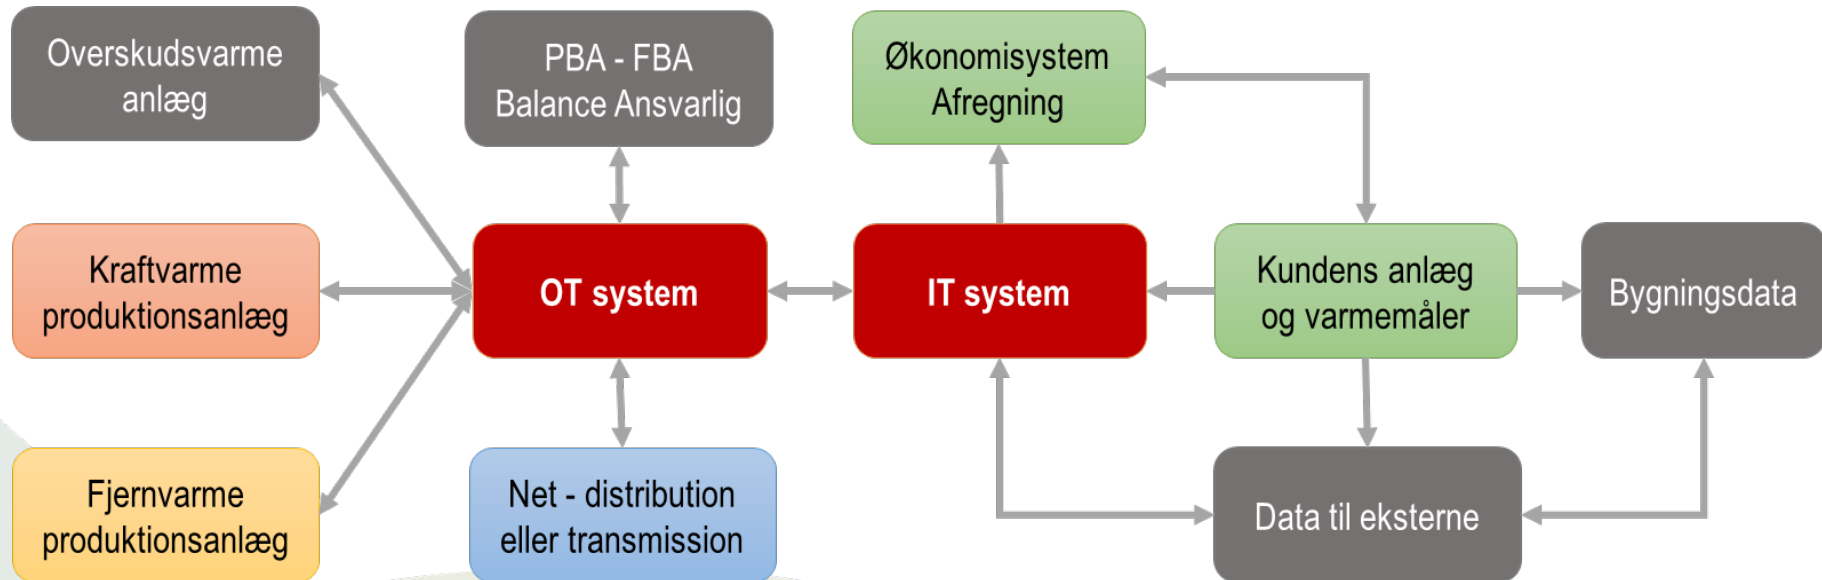 Overskudsvarme
anlæg
PBA - FBA
Balance Ansvarlig
Økonomisystem
Afregning
Kraftvarme
produktionsanlæg
OT system
IT system
Kundens anlæg
og varmemåler
Bygningsdata
Fjernvarme
produktionsanlæg
Net - distribution
eller transmission
Data til eksterne